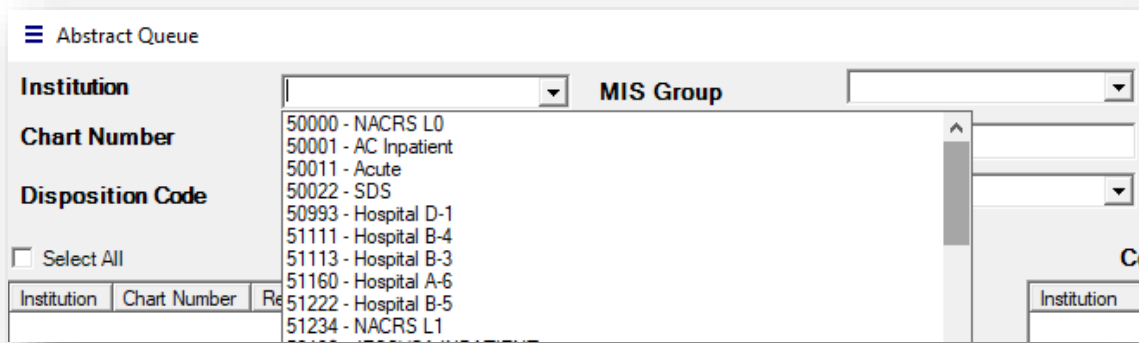 Abstract Queue
Institution
MIS Group
50000 - NACRS L0
Chart Number
50001 - AC Inpatient
50011 - Acute
Disposition Code
50022 - SDS
50993 - Hospital D-1
51111 - Hospital B-4
Select All
51113 - Hospital B-3
51160 - Hospital A-6
Institution Chart Number Institution
51222 - Hospital B-5
51234 - NACRS L1